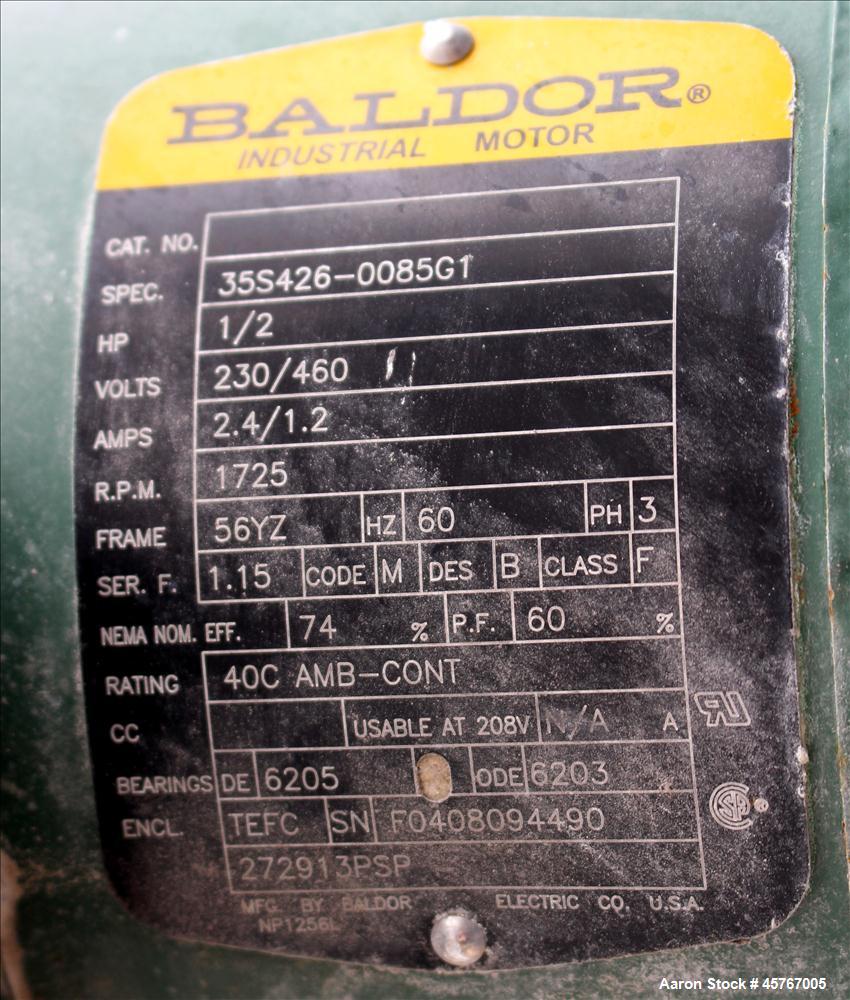 BALDOR®
INDUSTRIAL MOTOR
CAT. NO.
SPEC. 35S426-0085G1
HP 1/2
VOLTS 230/460
AMPS 2.4/1.2
R.P.M. 1725
FRAME 56YZ HZ 60 PH 3
SER. F. 1.15 CODE M DES B CLASS F
NEMA NOM. EFF. 74 % P.F. 60 %
RATING 40C AMB-CONT
CC USABLE AT 208V N/A A
BEARINGS DE 6205 ODE 6203
ENCL. TEFC SN F0408094490
272913PSP
MFG. BY BALDOR ELECTRIC CO. U.S.A.
NP1256L
Aaron Stock # 45767005